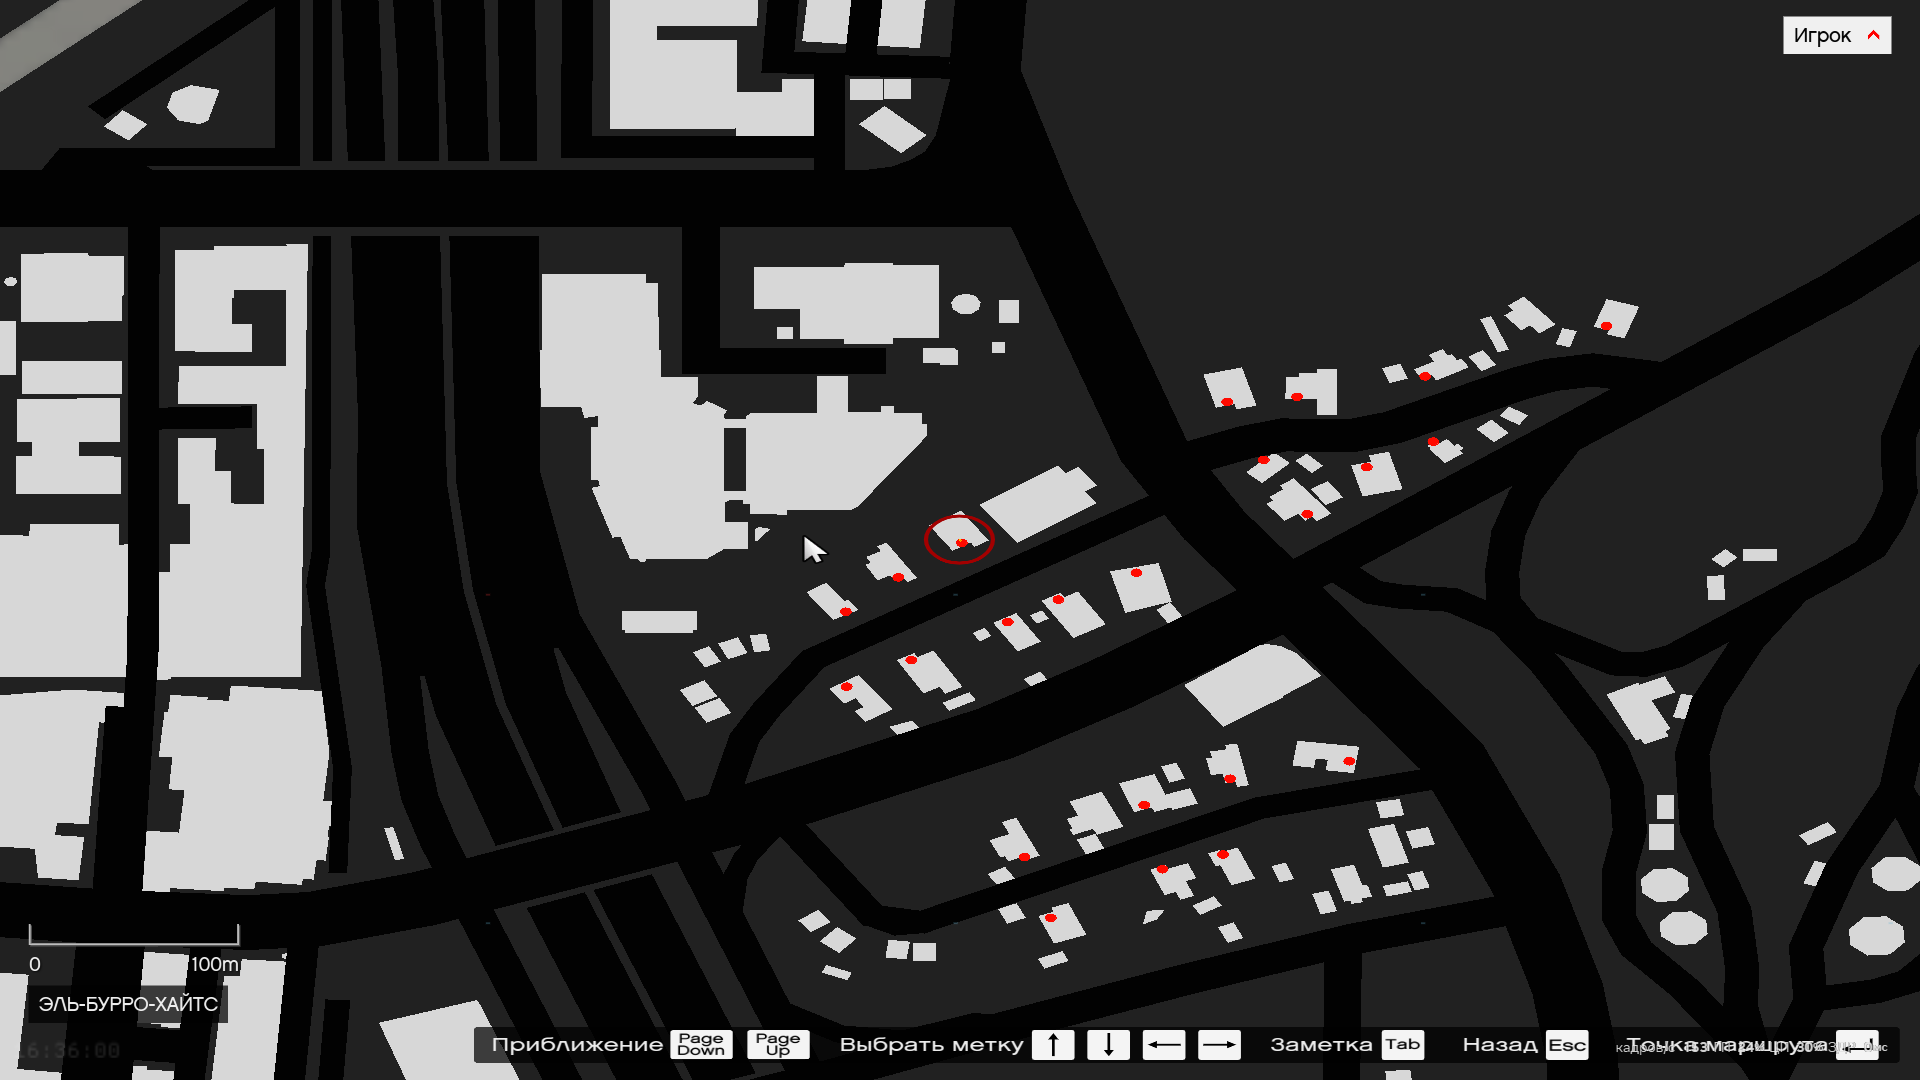 Игрок
0 100m
ЭЛЬ-БУРРО-ХАЙТС
6:36:00
Приближение Page Down Page Up Выбрать метку ↑ ↓ ← → Заметка Tab Назад Esc Точка маршрута
кадров/с